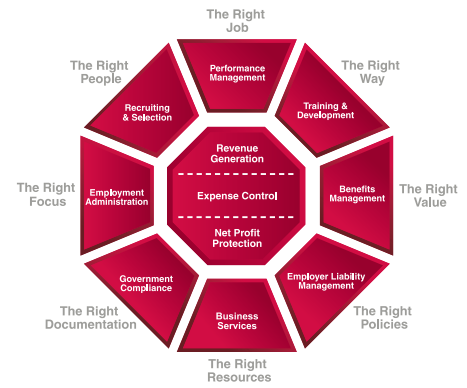 The Right
Job
The Right
People
The Right
Way
Performance
Management
Recruiting
& Selection
Training &
Development
Revenue
Generation
Expense Control
Net Profit
Protection
The Right
Focus
Employment
Administration
Benefits
Management
The Right
Value
Government
Compliance
Employer Liability
Management
The Right
Documentation
Business
Services
The Right
Policies
The Right
Resources